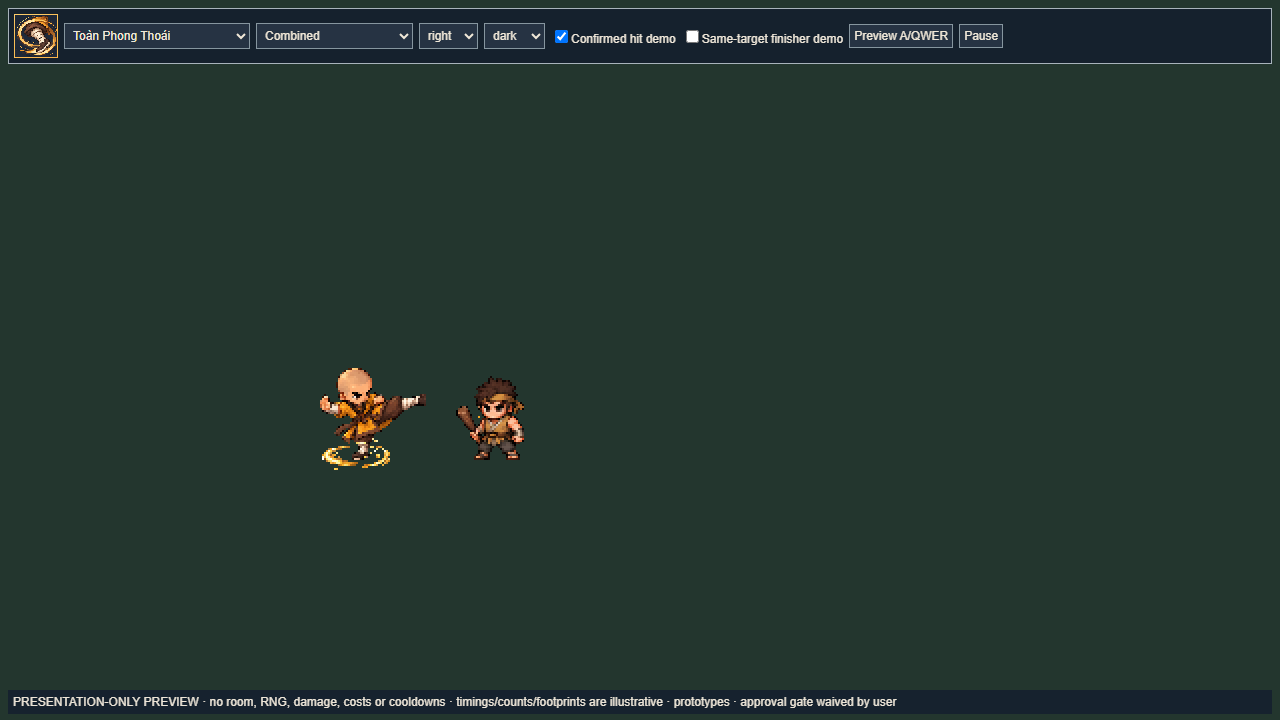 Toàn Phong Thoái Combined right dark Confirmed hit demo Same-target finisher demo Preview A/QWER Pause
PRESENTATION-ONLY PREVIEW · no room, RNG, damage, costs or cooldowns · timings/counts/footprints are illustrative · prototypes · approval gate waived by user